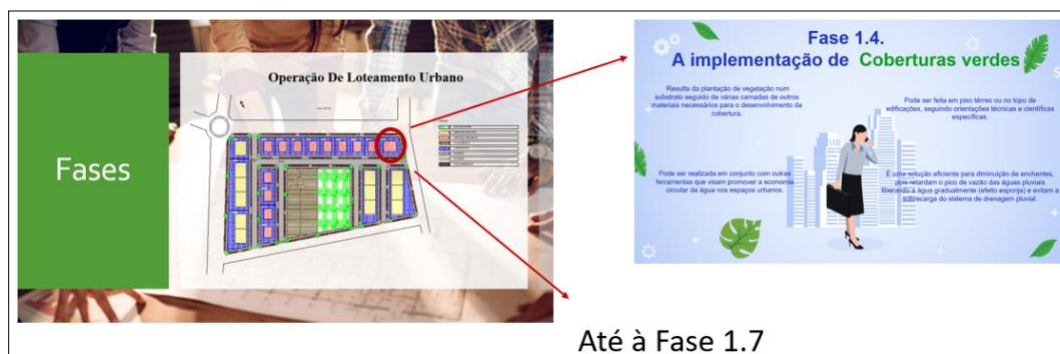 Fases
Operação De Loteamento Urbano
Fase 1.4.
A implementação de Coberturas verdes
Resulta da plantação de vegetação num
substrato seguido de várias camadas de outros
materiais necessários para o desenvolvimento da
cobertura.
Pode ser feita em piso térreo ou no topo de
edificações, seguindo orientações técnicas e científicas
específicas.
Pode ser realizada em conjunto com outras
ferramentas que visam promover a economia
circular da água nos espaços urbanos.
É uma solução eficiente para diminuição de enchentes,
pois retardam o pico de vazão das águas pluviais
liberando a água gradualmente (efeito esponja) e evitam a
sobrecarga do sistema de drenagem pluvial.
Até à Fase 1.7